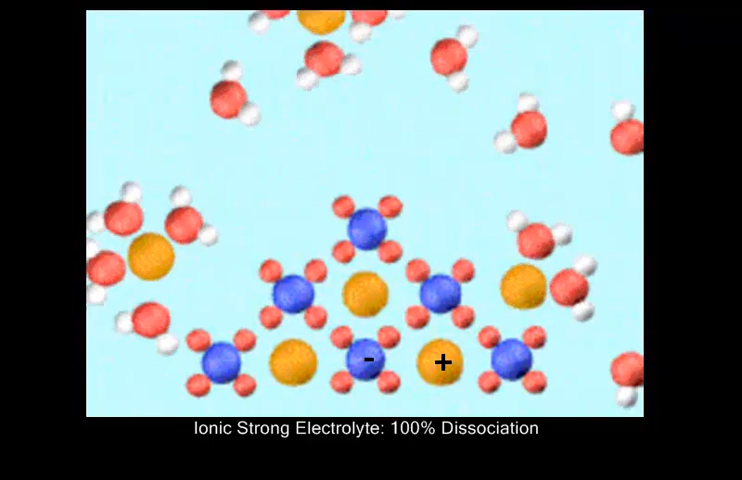 - +
Ionic Strong Electrolyte: 100% Dissociation